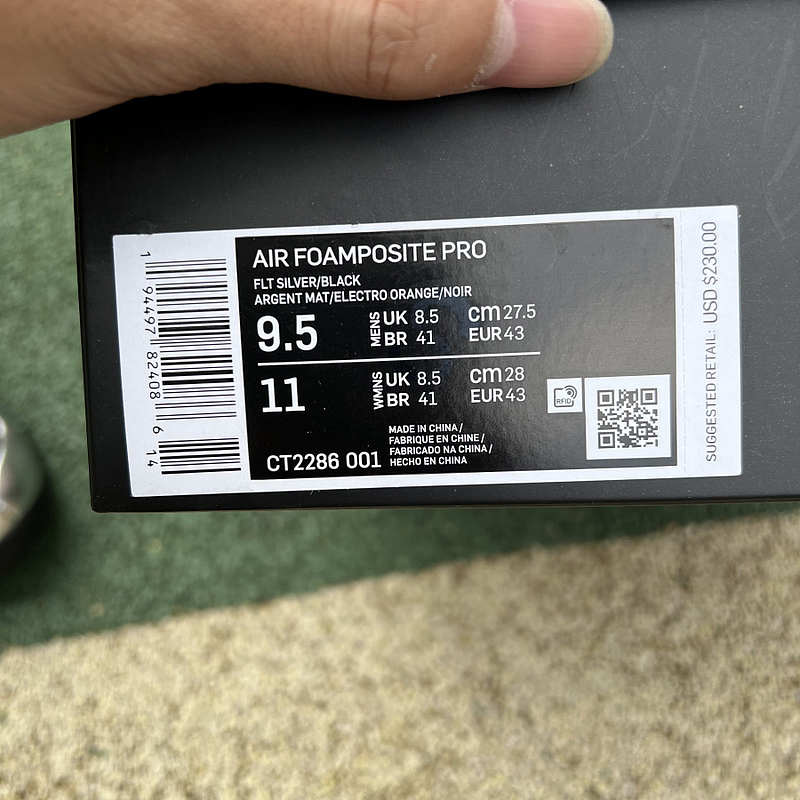 AIR FOAMPOSITE PRO
FLT SILVER/BLACK
ARGENT MAT/ELECTRO ORANGE/NOIR
9.5 MENS UK 8.5 cm 27.5
BR 41 EUR 43
11 WMNS UK 8.5 cm 28
BR 41 EUR 43
RFID
CT2286 001
MADE IN CHINA /
FABRIQUE EN CHINE /
FABRICADO NA CHINA /
HECHO EN CHINA
1 94497 82408 6 14
SUGGESTED RETAIL: USD $230.00